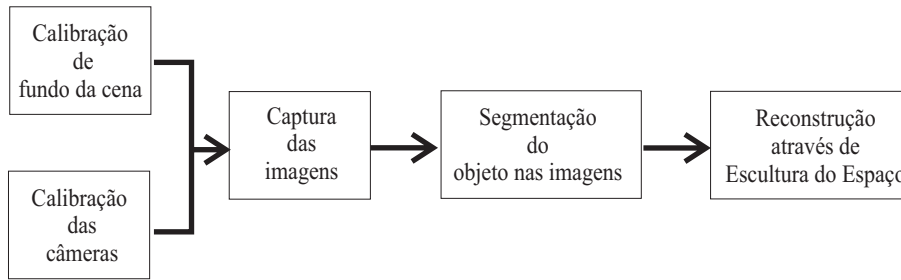 Calibração
de
fundo da cena
Calibração
das
câmeras
Captura
das
imagens
Segmentação
do
objeto nas imagens
Reconstrução
através de
Escultura do Espaço